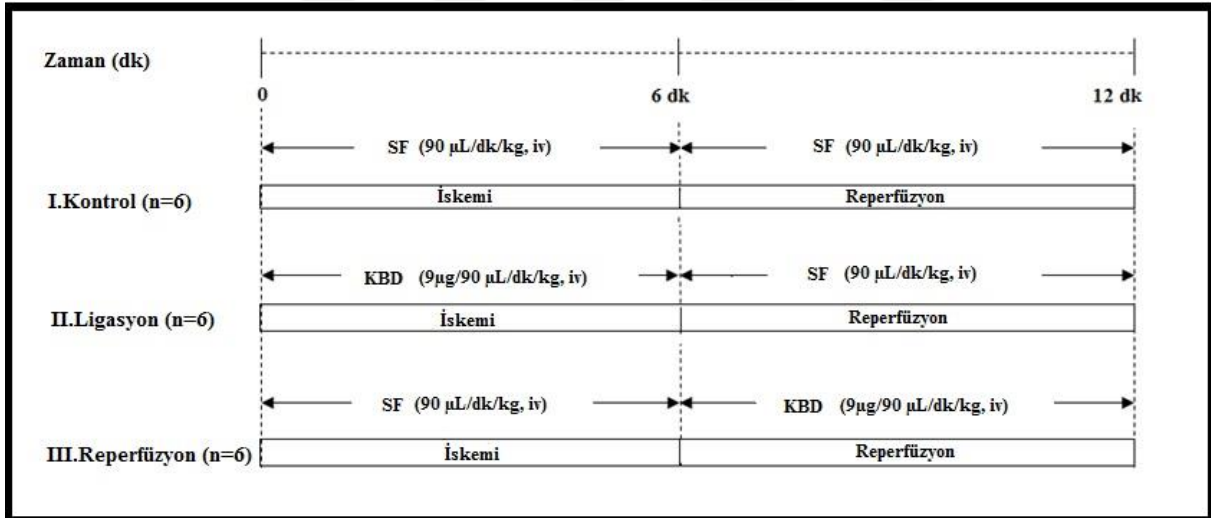 Zaman (dk)
0 6 dk 12 dk
SF (90 µL/dk/kg, iv) SF (90 µL/dk/kg, iv)
I.Kontrol (n=6) İskemi Reperfüzyon
KBD (9µg/90 µL/dk/kg, iv) SF (90 µL/dk/kg, iv)
II.Ligasyon (n=6) İskemi Reperfüzyon
SF (90 µL/dk/kg, iv) KBD (9µg/90 µL/dk/kg, iv)
III.Reperfüzyon (n=6) İskemi Reperfüzyon